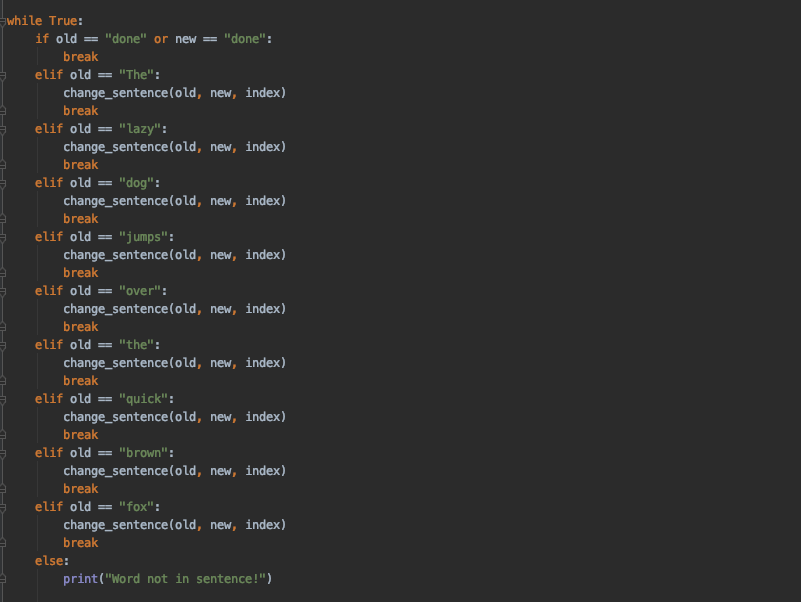 while True:
    if old == "done" or new == "done":
        break
    elif old == "The":
        change_sentence(old, new, index)
        break
    elif old == "lazy":
        change_sentence(old, new, index)
        break
    elif old == "dog":
        change_sentence(old, new, index)
        break
    elif old == "jumps":
        change_sentence(old, new, index)
        break
    elif old == "over":
        change_sentence(old, new, index)
        break
    elif old == "the":
        change_sentence(old, new, index)
        break
    elif old == "quick":
        change_sentence(old, new, index)
        break
    elif old == "brown":
        change_sentence(old, new, index)
        break
    elif old == "fox":
        change_sentence(old, new, index)
        break
    else:
        print("Word not in sentence!")